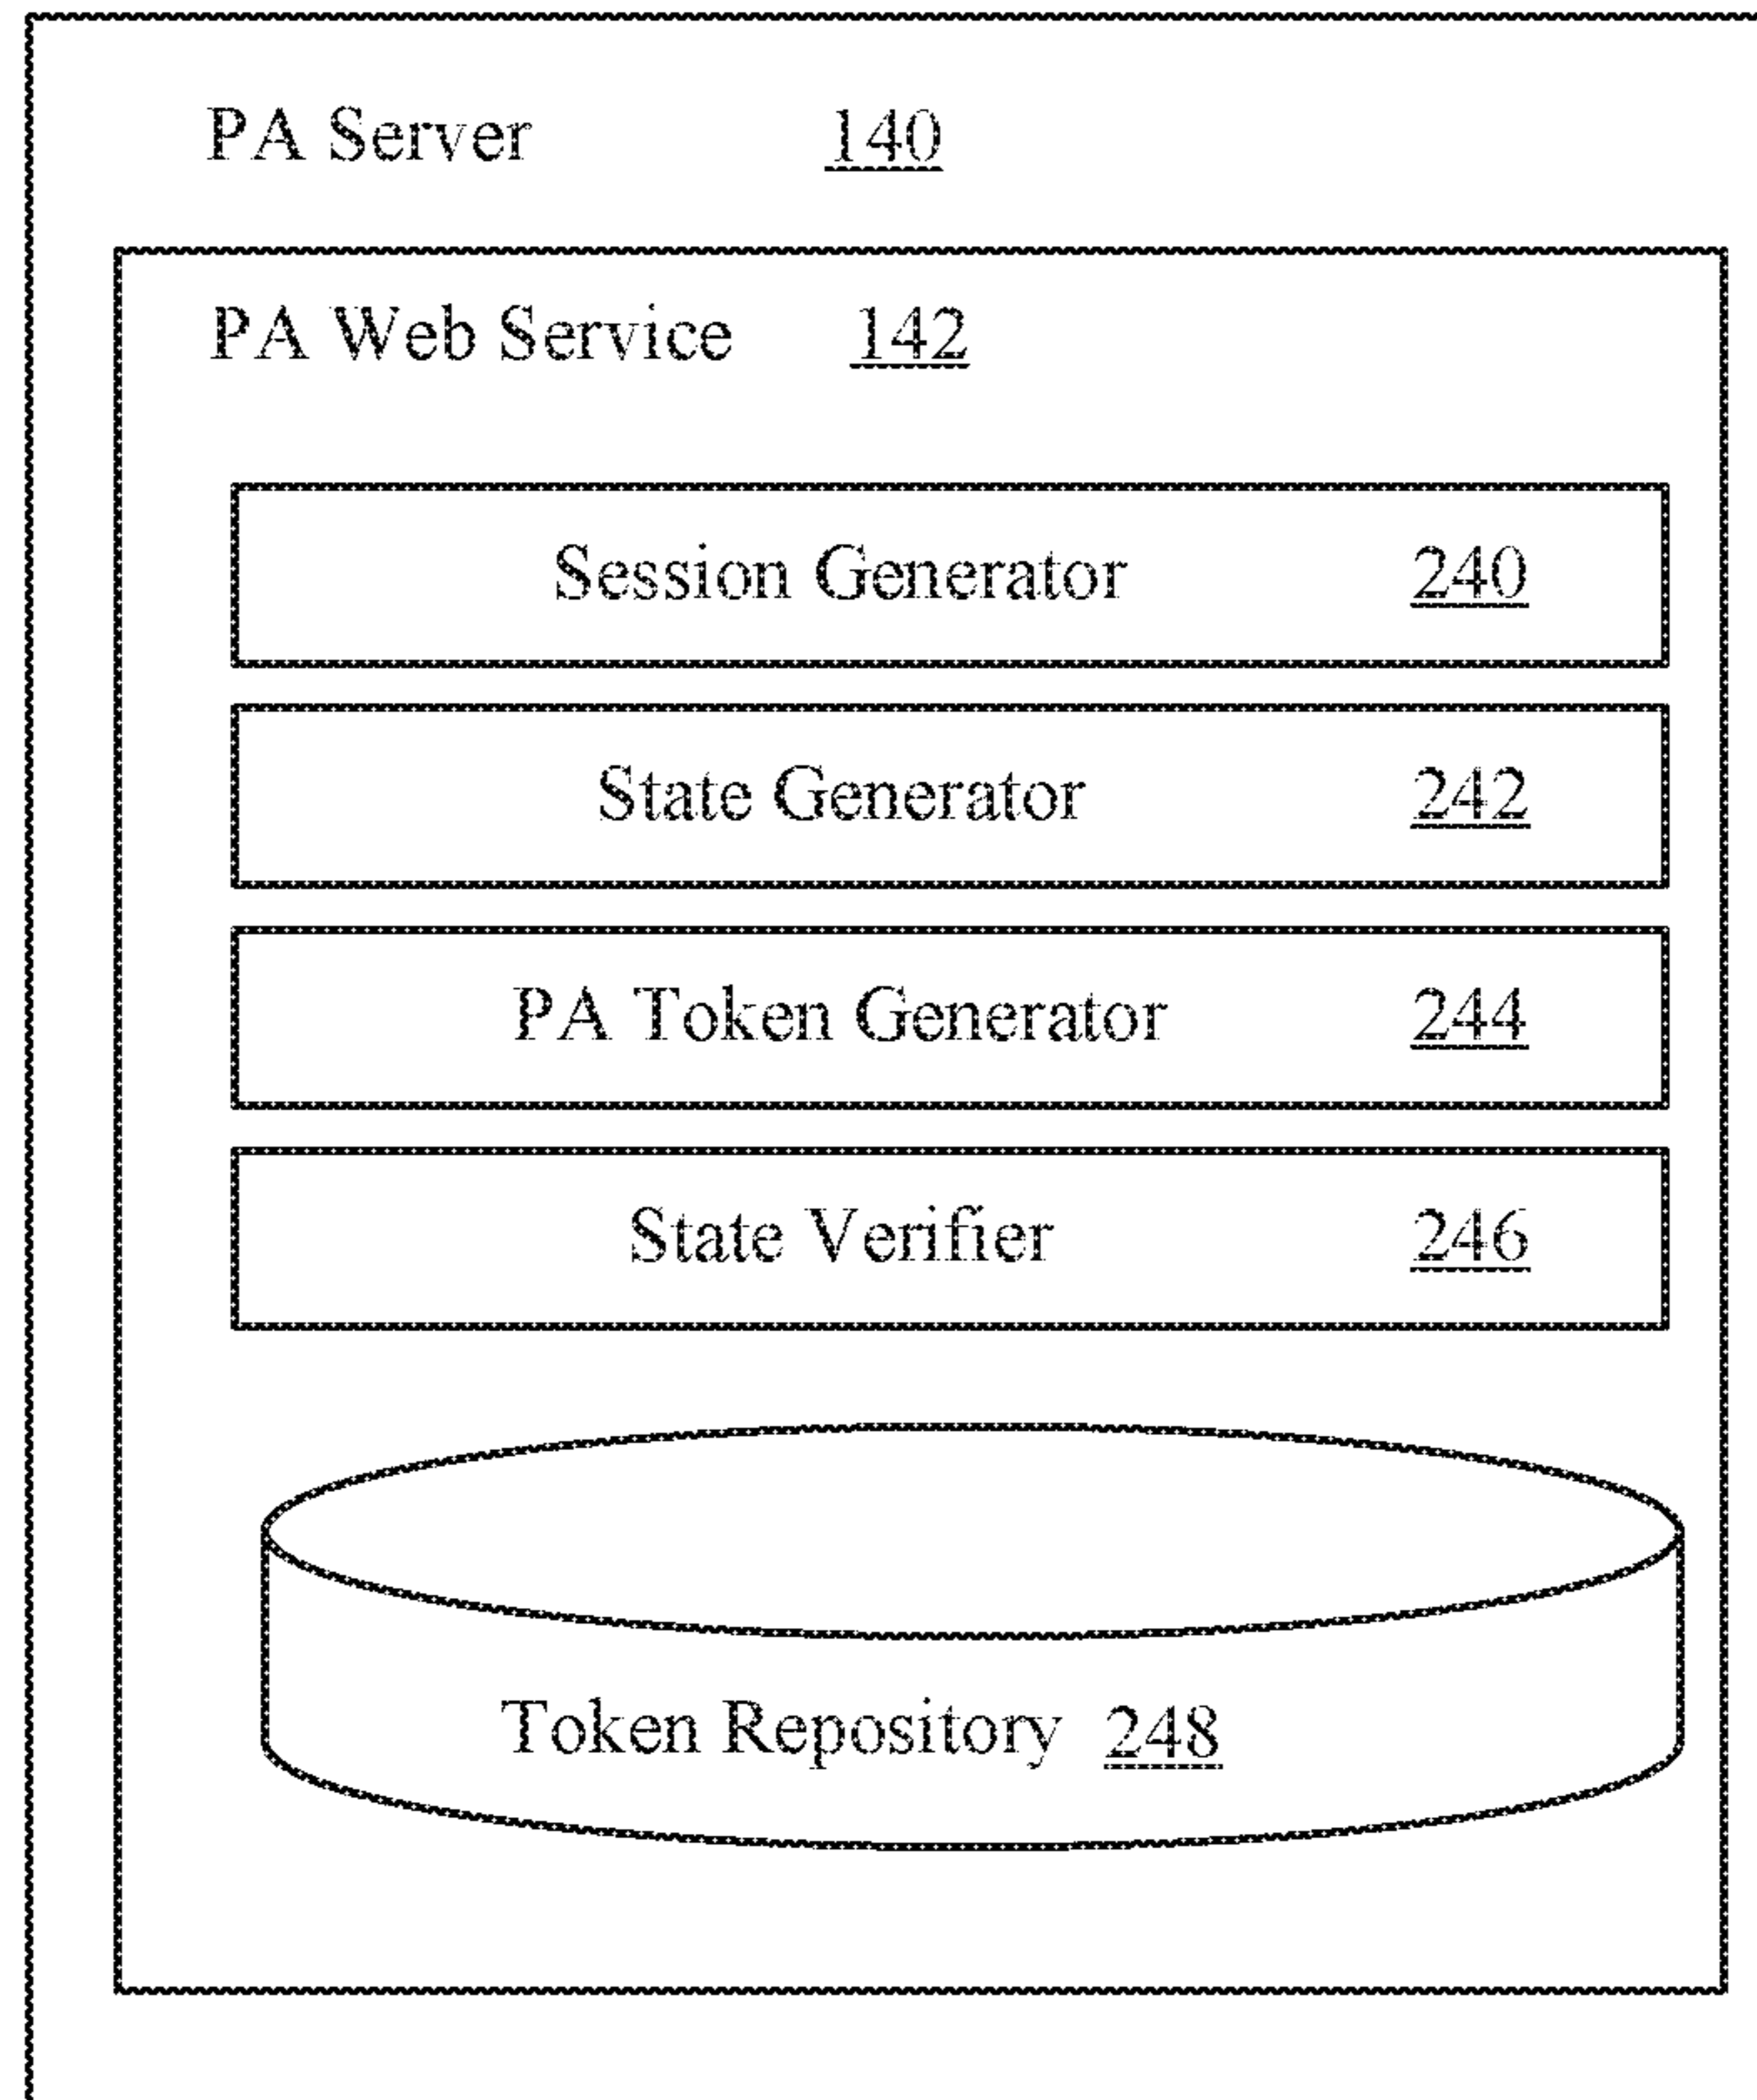 PA Server 140
PA Web Service 142
Session Generator 240
State Generator 242
PA Token Generator 244
State Verifier 246
Token Repository 248